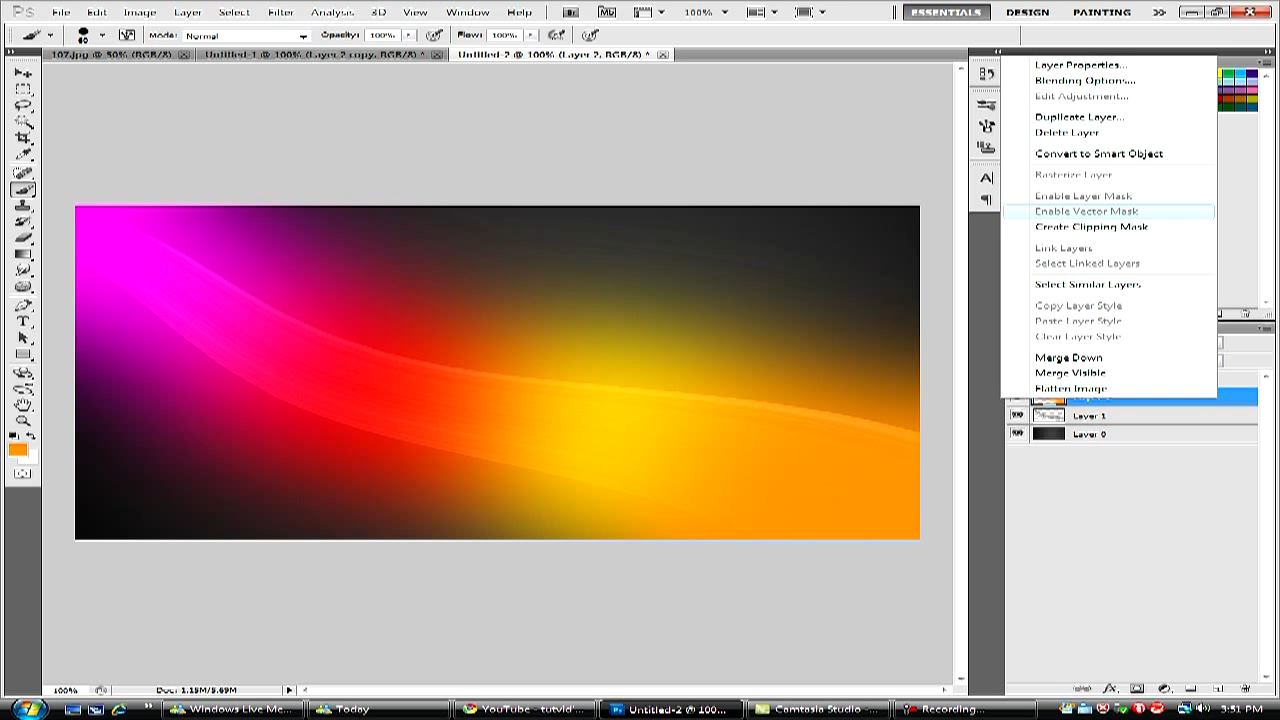 Ps File Edit Image Layer Select Filter Analysis 3D View Window Help Br Mb 100% ESSENTIALS DESIGN PAINTING >>
60 Mode: Normal Opacity: 100% Flow: 100%
107.jpg @ 50% (RGB/8) Untitled-1 @ 100% (Layer 2 copy, RGB/8) * Untitled-2 @ 100% (Layer 2, RGB/8) *
Layer Properties...
Blending Options...
Edit Adjustment...
Duplicate Layer...
Delete Layer
Convert to Smart Object
Rasterize Layer
Enable Layer Mask
Enable Vector Mask
Create Clipping Mask
Link Layers
Select Linked Layers
Select Similar Layers
Copy Layer Style
Paste Layer Style
Clear Layer Style
Merge Down
Merge Visible
Flatten Image
Layer 1
Layer 0
100% Doc: 1.15M/5.69M
Windows Live Me... Today YouTube - tutvid'... Untitled-2 @ 100... Camtasia Studio -... Recording... 3:51 PM